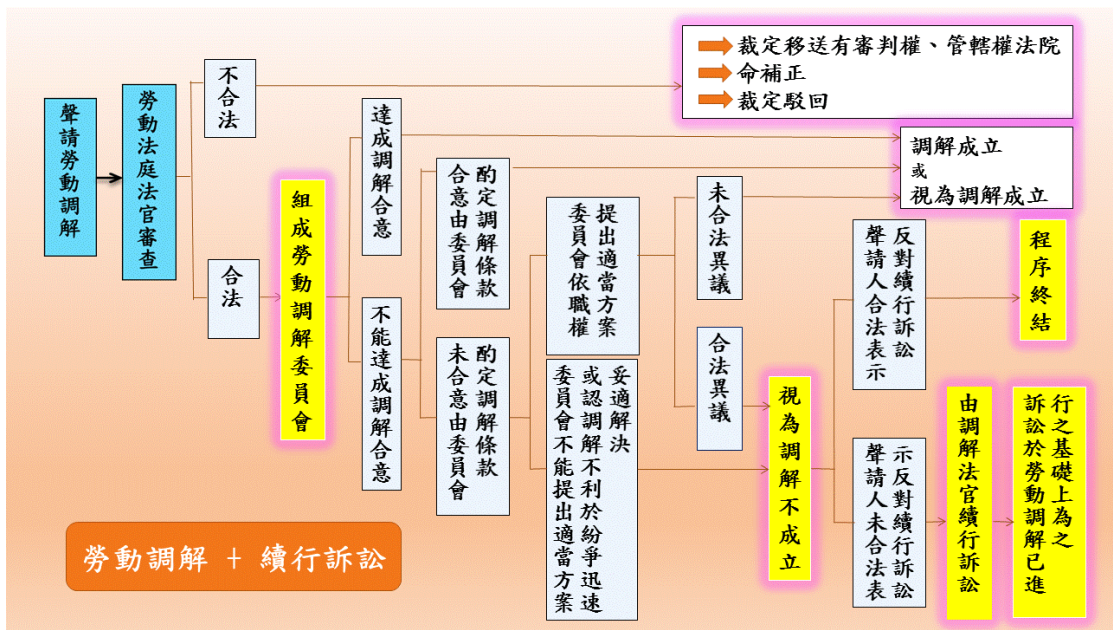 聲請勞動調解
勞動法庭法官審查
不合法
裁定移送有審判權、管轄權法院
命補正
裁定駁回
合法
組成勞動調解委員會
達成調解合意
調解成立
或
視為調解成立
不能達成調解合意
合意由委員會
酌定調解條款
未合意由委員會
酌定調解條款
委員會依職權
提出適當方案
委員會不能提出適當方案
或認調解不利於紛爭迅速
妥適解決
未合法異議
合法異議
視為調解不成立
聲請人合法表示
反對續行訴訟
程序終結
聲請人未合法表
示反對續行訴訟
由調解法官續行訴訟
訴訟於勞動調解已進
行之基礎上為之
勞動調解 + 續行訴訟